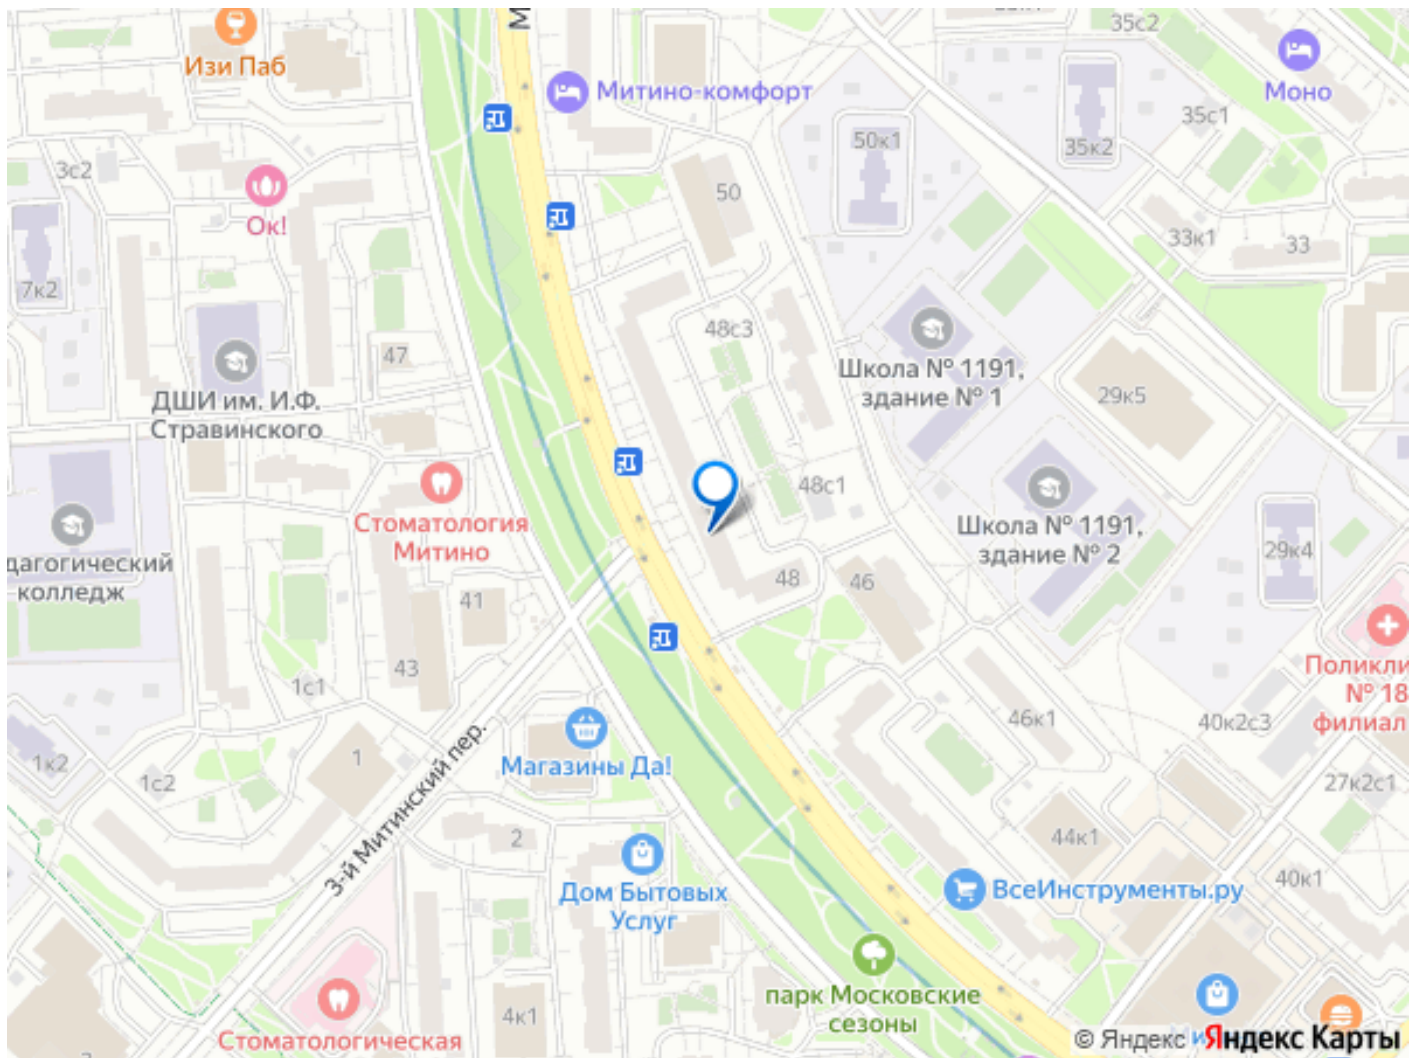 35с2
Изи Паб
Митино-комфорт
Моно
35с1
50к1
35к2
3с2
50
Ок!
33к1
33
7к2
48с3
47
Школа № 1191,
здание № 1
29к5
ДШИ им. И.Ф.
Стравинского
48с1
Стоматология
Митино
Школа № 1191,
здание № 2
29к4
дагогический
колледж
48
46
41
43
1с1
Поликли
№ 18
филиал
46к1
40к2с3
3-й Митинский пер.
1
1к2
1с2
Магазины Да!
27к2с1
2
44к1
Дом Бытовых
Услуг
ВсеИнструменты.ру
40к1
парк Московские
сезоны
4к1
Стоматологическая
© Яндекс
Яндекс Карты